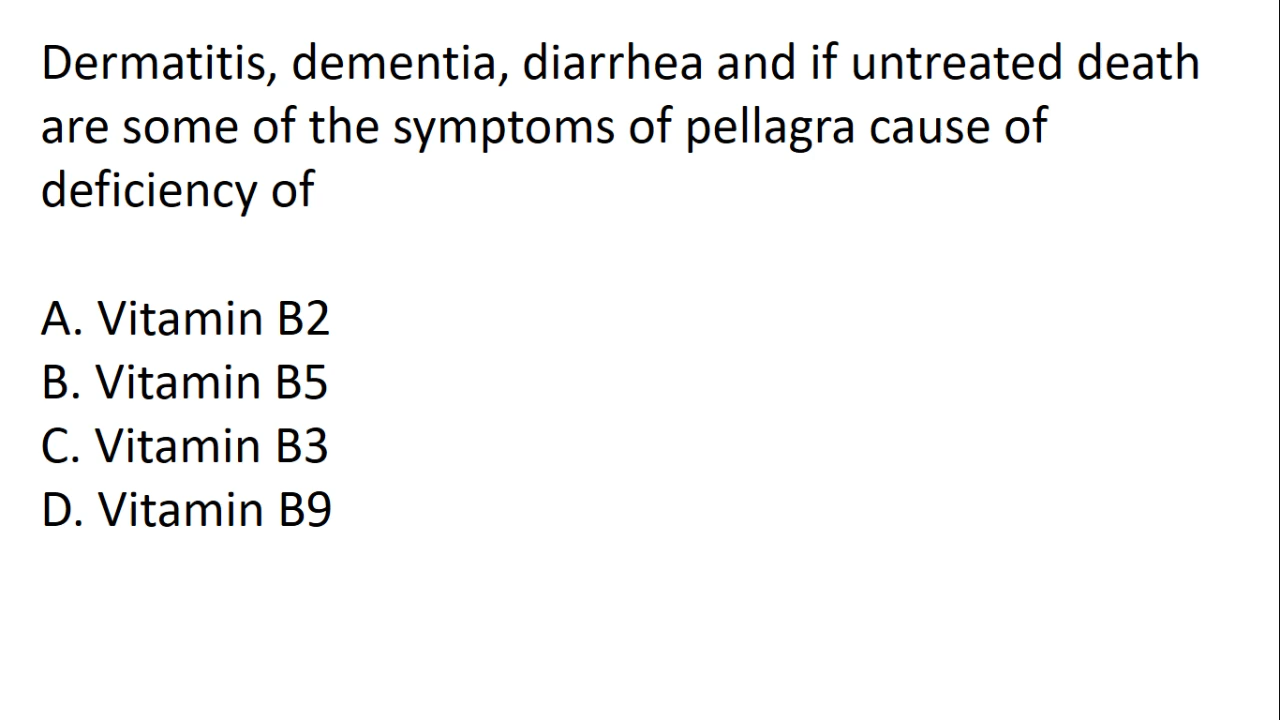 Dermatitis, dementia, diarrhea and if untreated death
are some of the symptoms of pellagra cause of
deficiency of
A. Vitamin B2
B. Vitamin B5
C. Vitamin B3
D. Vitamin B9